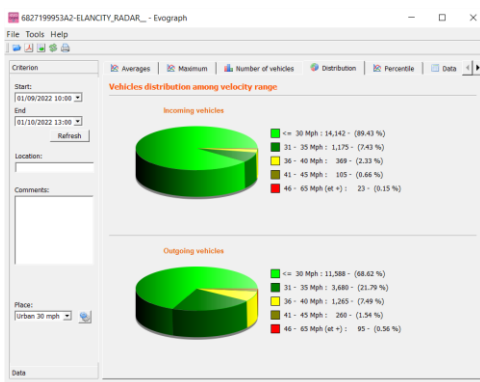 6827199953A2-ELANCITY_RADAR__ - Evograph
File Tools Help
Criterion
Averages
Maximum
Number of vehicles
Distribution
Percentile
Data
Start:
01/09/2022 10:00
End
01/10/2022 13:00
Refresh
Location:
Comments:
Place:
Urban 30 mph
Data
Vehicles distribution among velocity range
Incoming vehicles
<= 30 Mph : 14,142 - (89.43 %)
31 - 35 Mph : 1,175 - (7.43 %)
36 - 40 Mph : 369 - (2.33 %)
41 - 45 Mph : 105 - (0.66 %)
46 - 65 Mph (et +) : 23 - (0.15 %)
Outgoing vehicles
<= 30 Mph : 11,588 - (68.62 %)
31 - 35 Mph : 3,680 - (21.79 %)
36 - 40 Mph : 1,265 - (7.49 %)
41 - 45 Mph : 260 - (1.54 %)
46 - 65 Mph (et +) : 95 - (0.56 %)